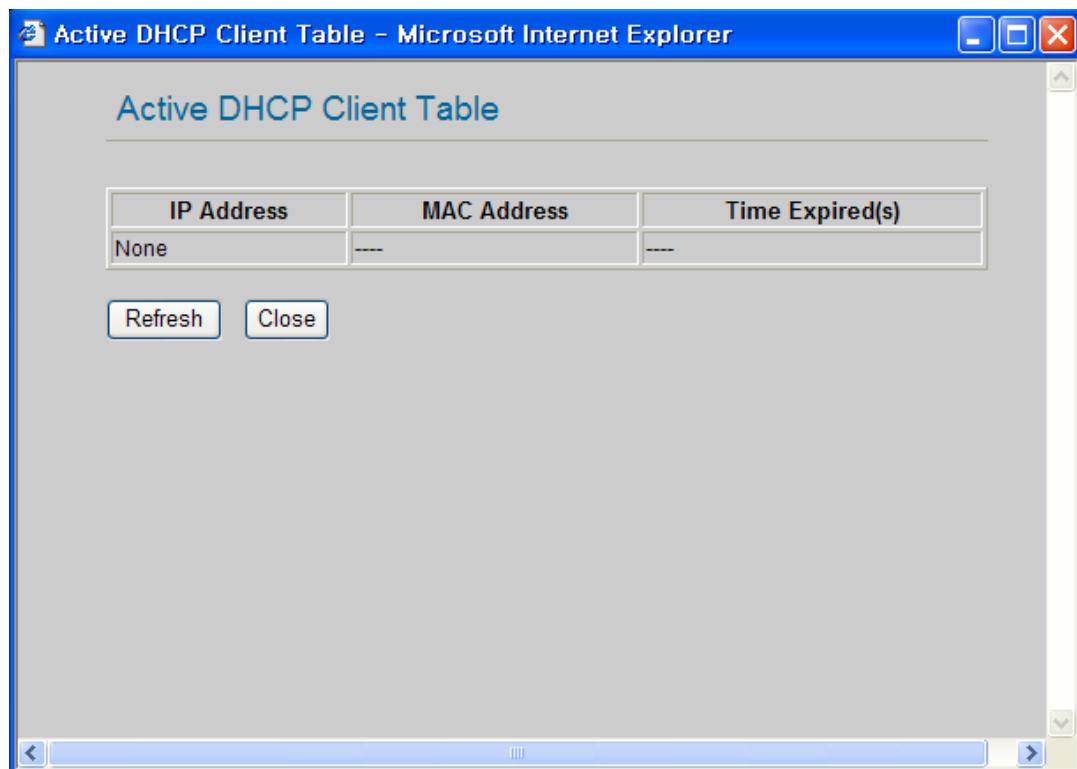 Active DHCP Client Table - Microsoft Internet Explorer
Active DHCP Client Table
IP Address MAC Address Time Expired(s)
None ---- ----
Refresh Close